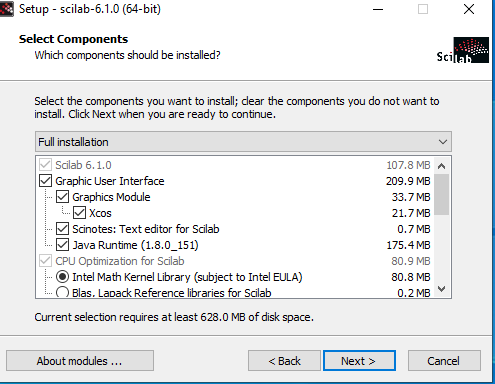 Setup - scilab-6.1.0 (64-bit)
Select Components
Which components should be installed?
Scilab
Select the components you want to install; clear the components you do not want to
install. Click Next when you are ready to continue.
Full installation
Scilab 6.1.0 107.8 MB
Graphic User Interface 209.9 MB
Graphics Module 33.7 MB
Xcos 21.7 MB
Scinotes: Text editor for Scilab 0.7 MB
Java Runtime (1.8.0_151) 175.4 MB
CPU Optimization for Scilab 80.9 MB
Intel Math Kernel Library (subject to Intel EULA) 80.8 MB
Blas, Lapack Reference libraries for Scilab 0.2 MB
Current selection requires at least 628.0 MB of disk space.
About modules ... < Back Next > Cancel